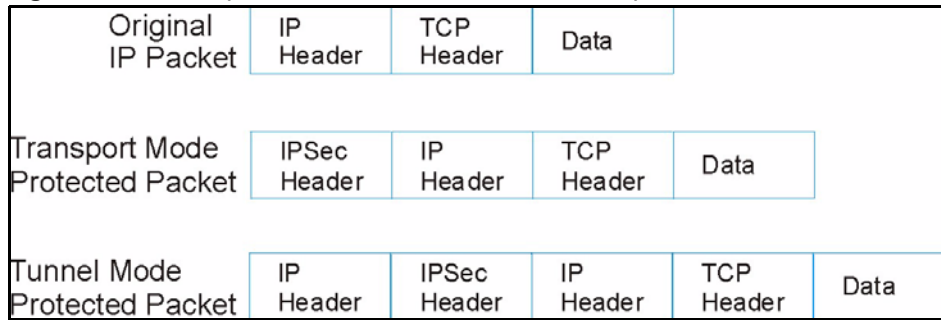 Original
IP Packet
IP
Header
TCP
Header
Data
Transport Mode
Protected Packet
IPSec
Header
IP
Header
TCP
Header
Data
Tunnel Mode
Protected Packet
IP
Header
IPSec
Header
IP
Header
TCP
Header
Data